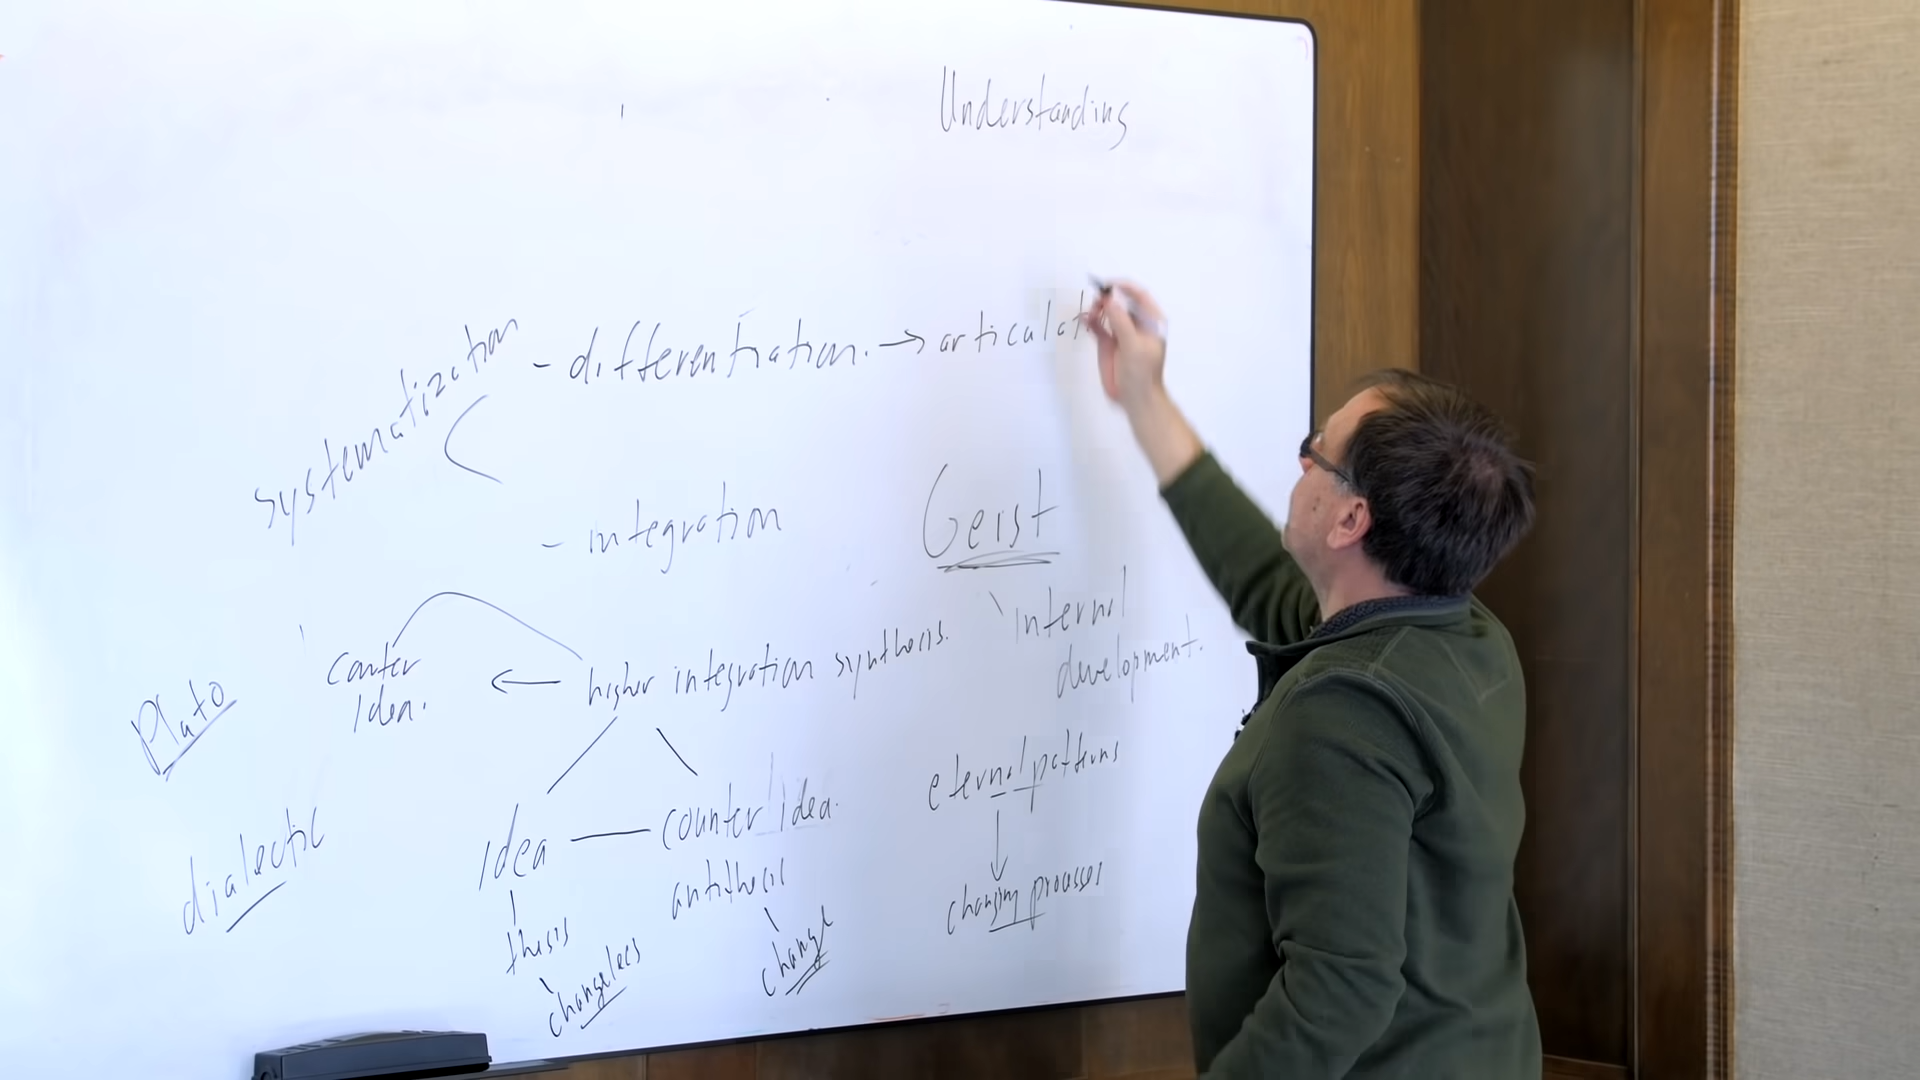 Understanding
systematization
- differentiation. → articulat
- integration
Geist
internal
development.
Conter
Idea.
← higher integration synthesis.
Plato
dialectic
Idea — counter idea.
thesis
antithesis
changeless
change
eternal patterns
↓
changing processes